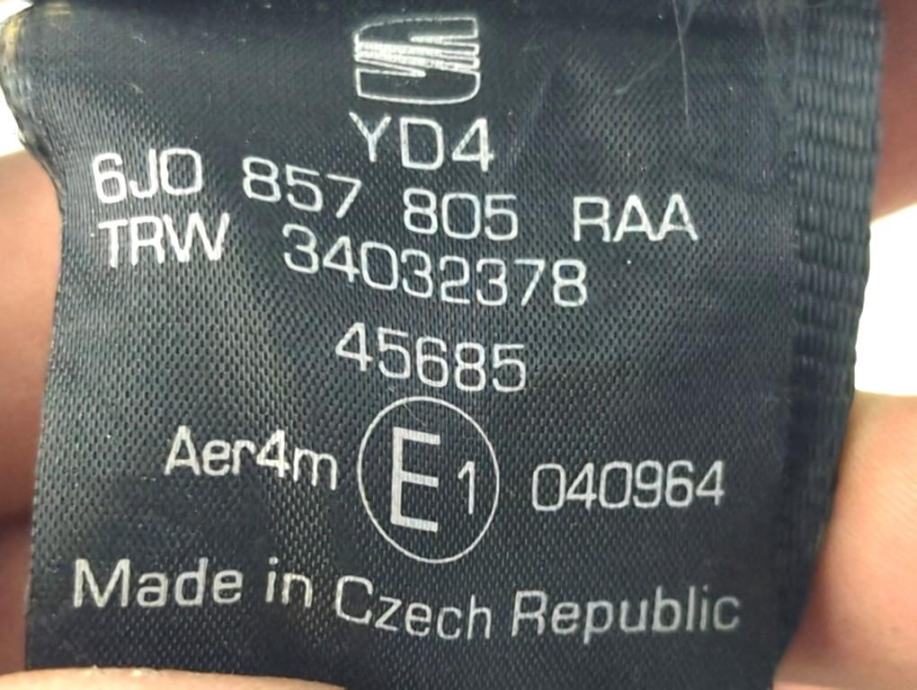 YD4
6J0 857 805 RAA
TRW 34032378
45685
Aer4m E1 040964
Made in Czech Republic